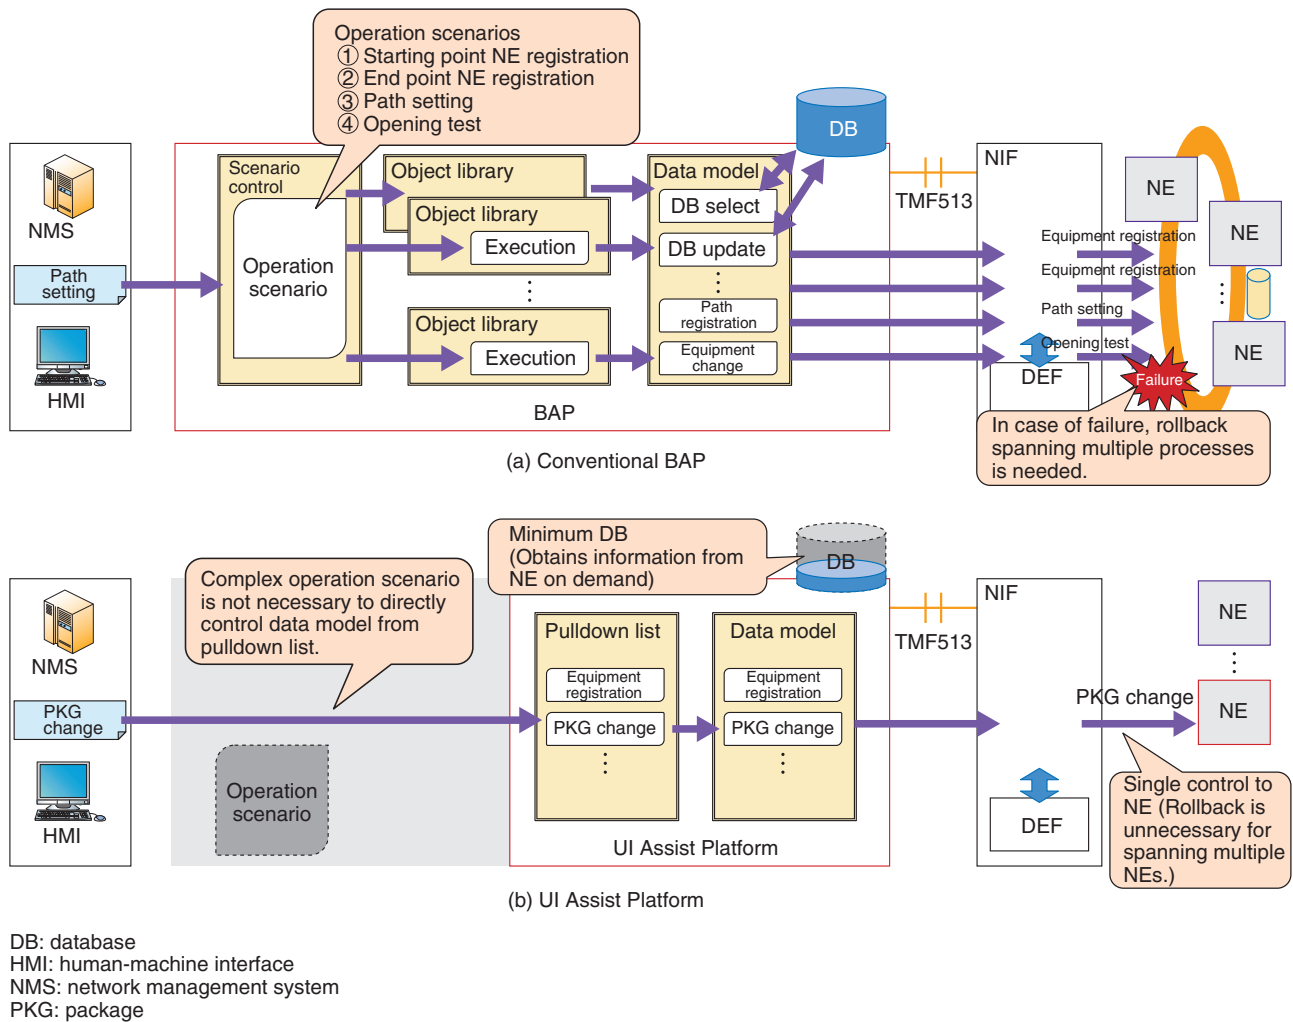 Operation scenarios
① Starting point NE registration
② End point NE registration
③ Path setting
④ Opening test
DB
NMS
Path
setting
HMI
Scenario
control
Operation
scenario
Object library
Object library
Execution
Object library
Execution
Data model
DB select
DB update
Path
registration
Equipment
change
BAP
TMF513
NIF
DEF
Equipment registration
Equipment registration
Path setting
Opening test
NE
NE
NE
Failure
In case of failure, rollback
spanning multiple processes
is needed.
(a) Conventional BAP
Minimum DB
(Obtains information from
NE on demand)
DB
Complex operation scenario
is not necessary to directly
control data model from
pulldown list.
NMS
PKG
change
HMI
Operation
scenario
Pulldown list
Equipment
registration
PKG change
Data model
Equipment
registration
PKG change
UI Assist Platform
TMF513
NIF
DEF
PKG change
NE
NE
Single control to
NE (Rollback is
unnecessary for
spanning multiple
NEs.)
(b) UI Assist Platform
DB: database
HMI: human-machine interface
NMS: network management system
PKG: package